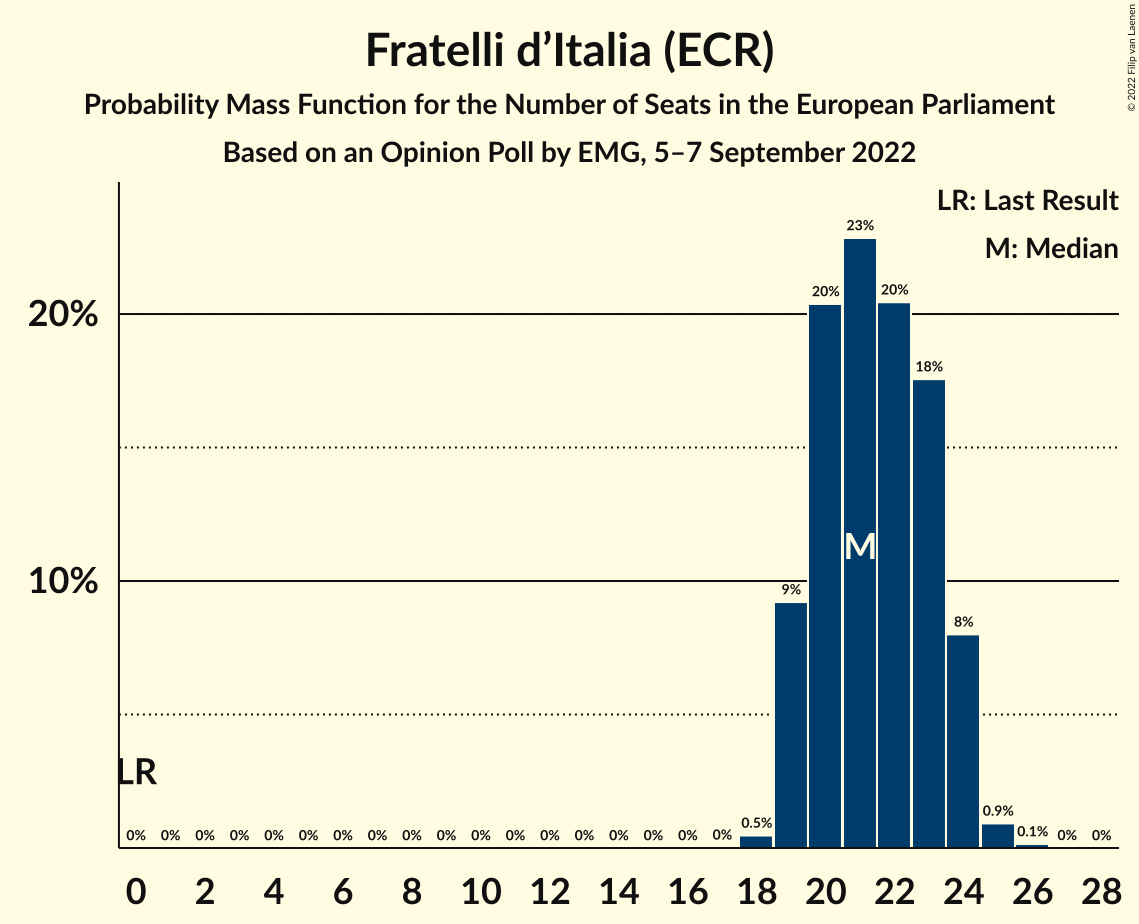 Fratelli d’Italia (ECR)
Probability Mass Function for the Number of Seats in the European Parliament
Based on an Opinion Poll by EMG, 5–7 September 2022
© 2022 Filip van Laenen
LR: Last Result
M: Median
23%
20%
20%
20%
18%
M
10%
9%
8%
LR
0% 0% 0% 0% 0% 0% 0% 0% 0% 0% 0% 0% 0% 0% 0% 0% 0% 0% 0.5% 0.9% 0.1% 0% 0%
0 2 4 6 8 10 12 14 16 18 20 22 24 26 28